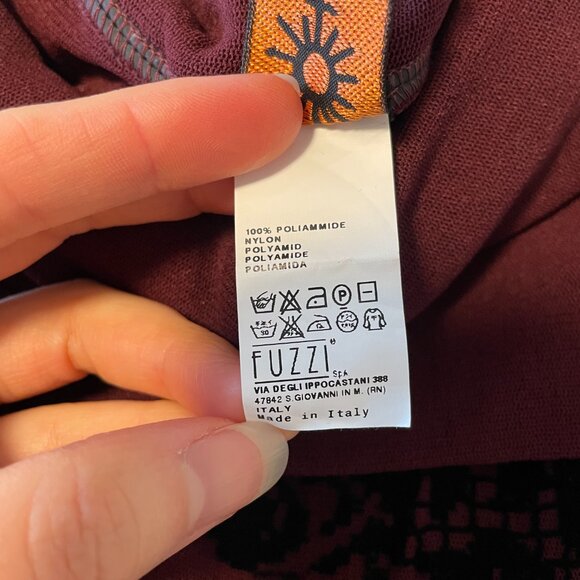 100% POLIAMMIDE
NYLON
POLYAMID
POLYAMIDE
POLIAMIDA
P
30
FUZZI®
SpA
VIA DEGLI IPPOCASTANI 388
47842 S.GIOVANNI IN M. (RN)
ITALY
Made in Italy